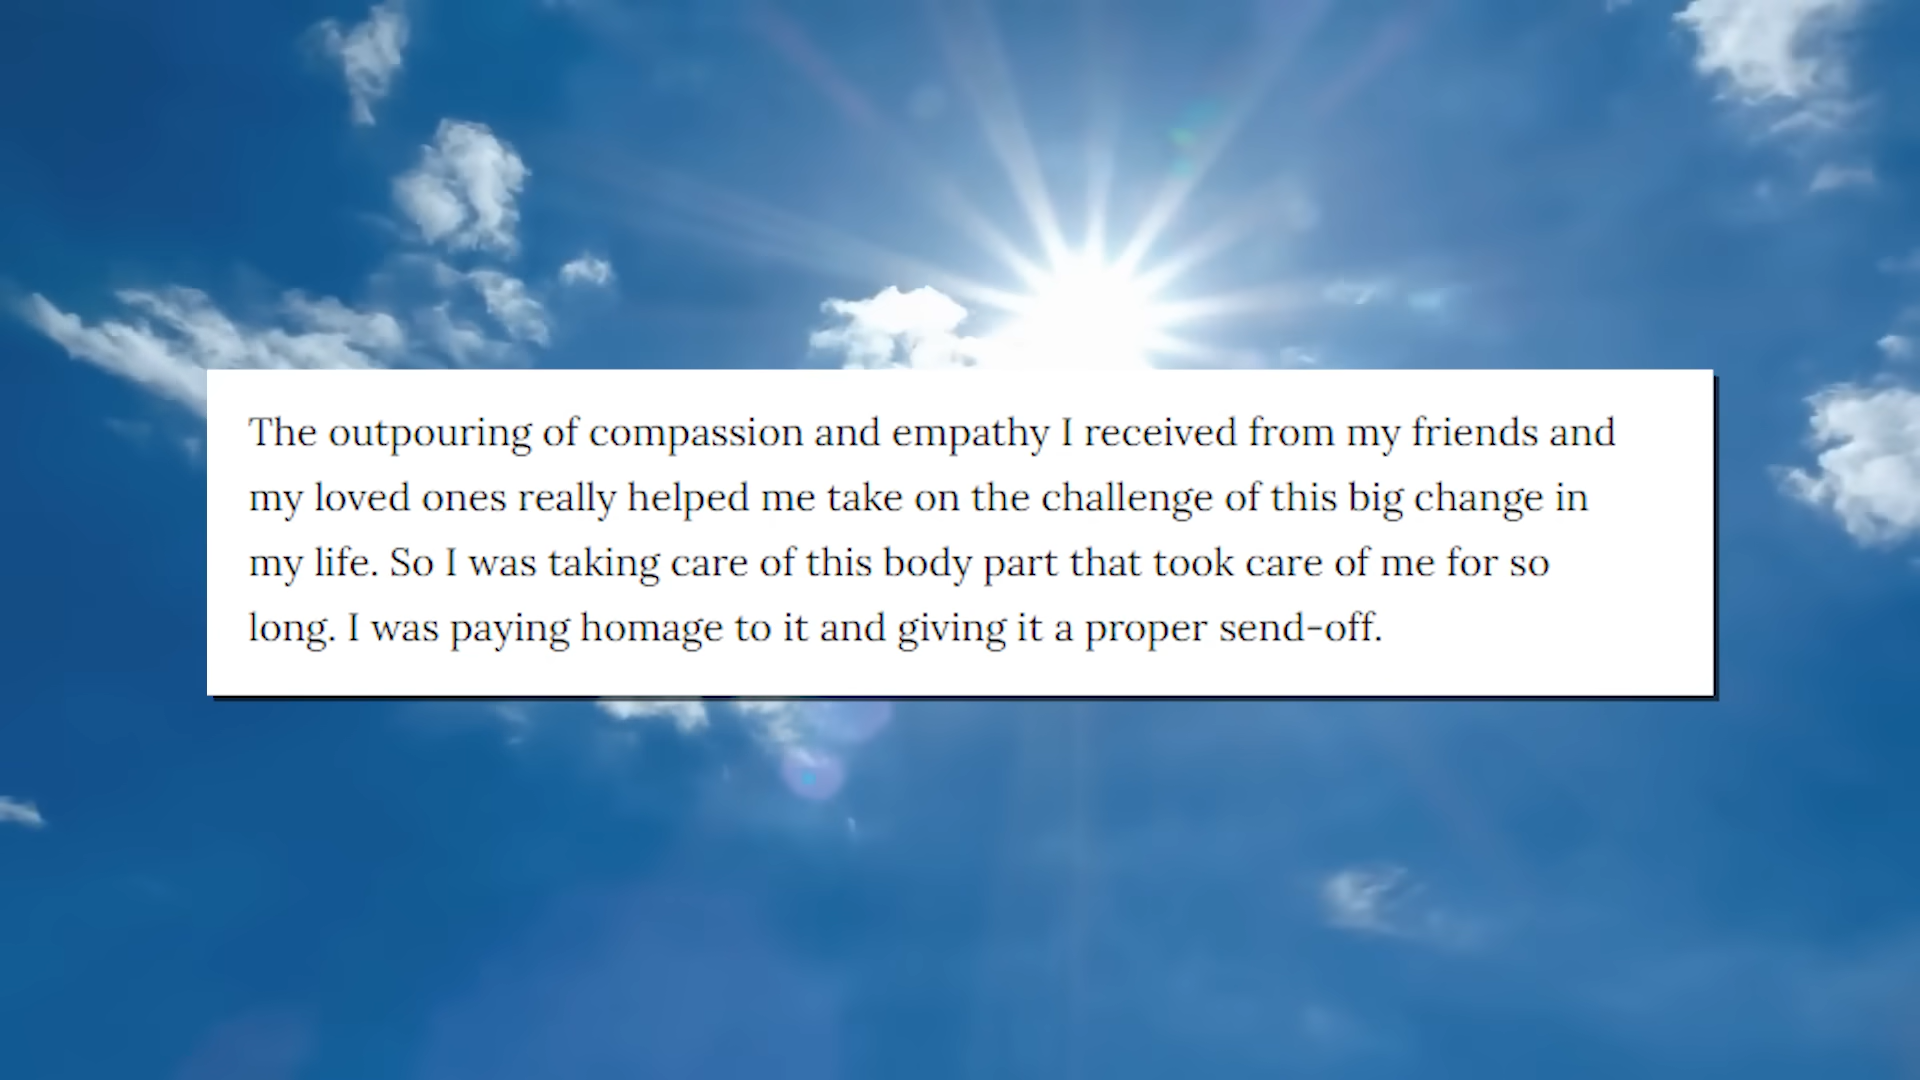 The outpouring of compassion and empathy I received from my friends and
my loved ones really helped me take on the challenge of this big change in
my life. So I was taking care of this body part that took care of me for so
long. I was paying homage to it and giving it a proper send-off.